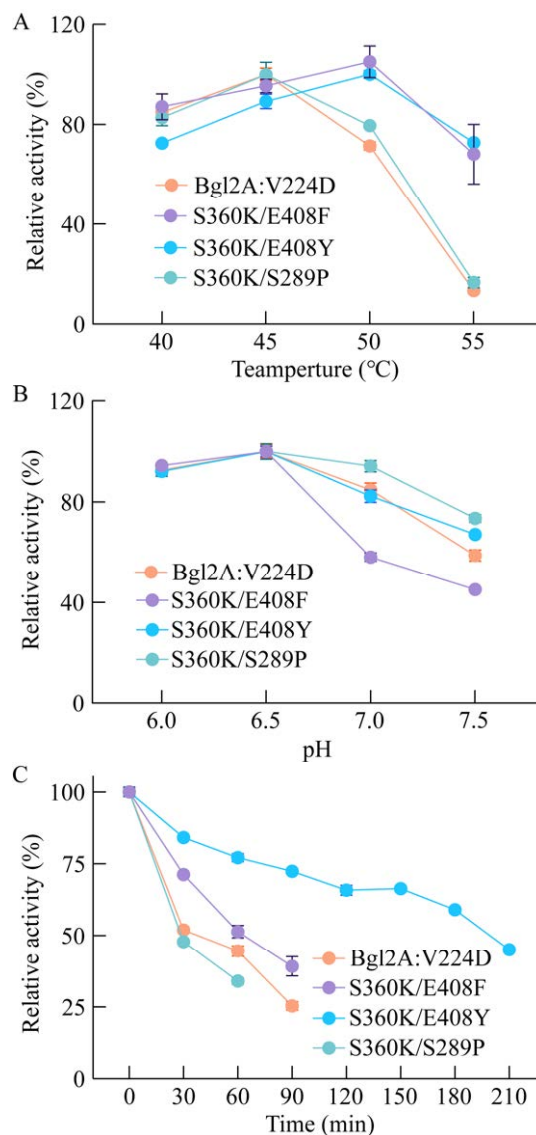 A
120
80
40
0
Relative activity (%)
Bgl2A:V224D
S360K/E408F
S360K/E408Y
S360K/S289P
40 45 50 55
Teamperture (°C)
B
120
80
40
0
Relative activity (%)
Bgl2A:V224D
S360K/E408F
S360K/E408Y
S360K/S289P
6.0 6.5 7.0 7.5
pH
C
100
75
50
25
0
Relative activity (%)
Bgl2A:V224D
S360K/E408F
S360K/E408Y
S360K/S289P
0 30 60 90 120 150 180 210
Time (min)